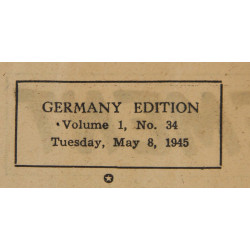 GERMANY EDITION
Volume 1, No. 34
Tuesday, May 8, 1945